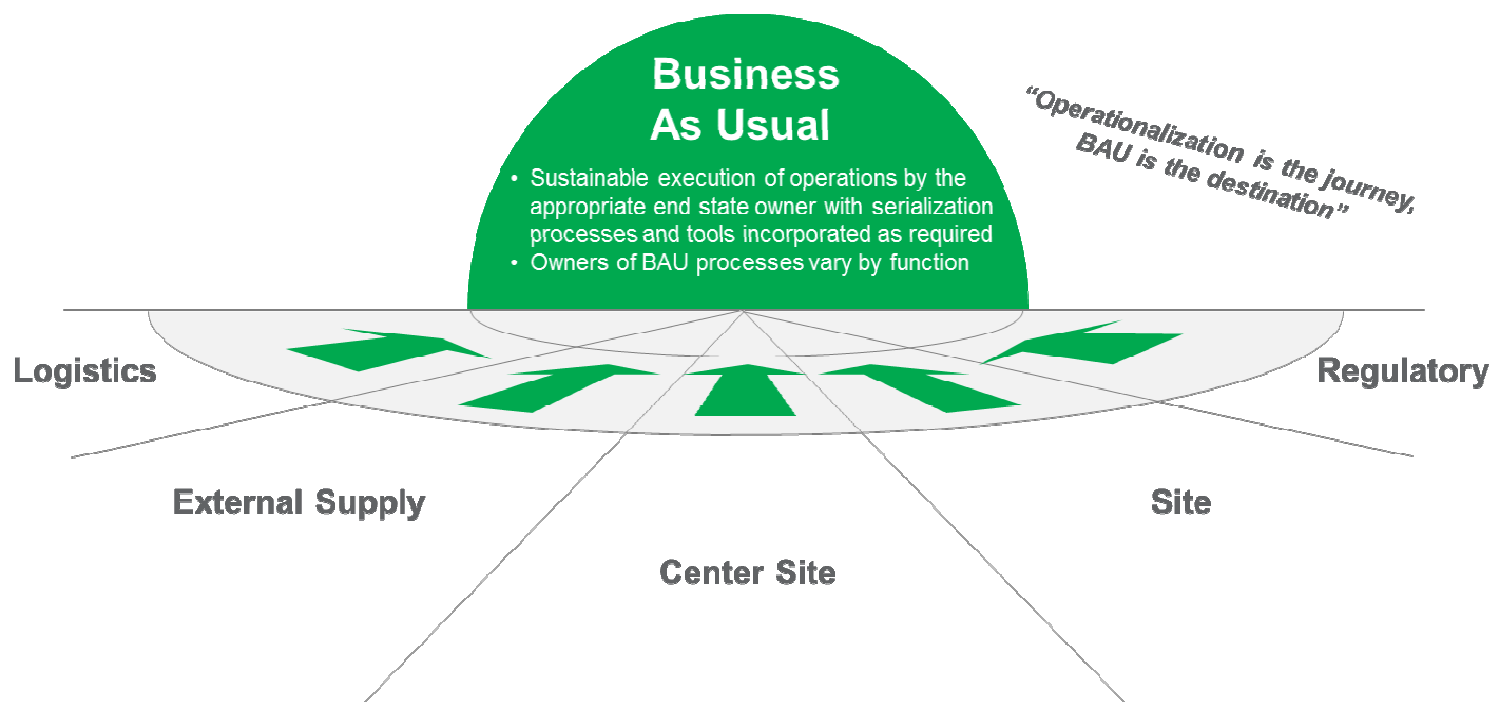 Business
As Usual
• Sustainable execution of operations by the
appropriate end state owner with serialization
processes and tools incorporated as required
• Owners of BAU processes vary by function
“Operationalization is the journey,
BAU is the destination”
Logistics
Regulatory
External Supply
Site
Center Site